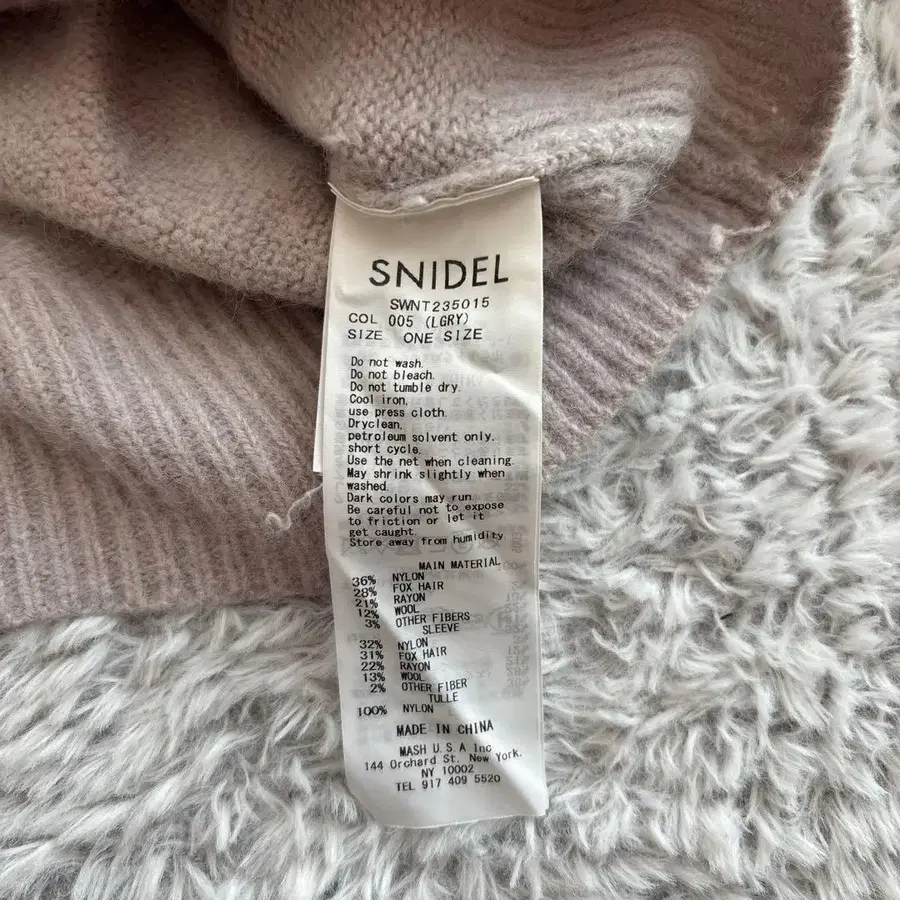 SNIDEL
SWNT235015
COL 005 (LGRY)
SIZE ONE SIZE
Do not wash.
Do not bleach.
Do not tumble dry.
Cool iron,
use press cloth.
Dryclean,
petroleum solvent only.
short cycle.
Use the net when cleaning.
May shrink slightly when
washed.
Dark colors may run.
Be careful not to expose
to friction or let it
get caught.
Store away from humidity.
MAIN MATERIAL
36% NYLON
28% FOX HAIR
21% RAYON
12% WOOL
3% OTHER FIBERS
SLEEVE
32% NYLON
31% FOX HAIR
22% RAYON
13% WOOL
2% OTHER FIBER
TULLE
100% NYLON
MADE IN CHINA
MASH U.S.A Inc
144 Orchard St. New York.
NY 10002
TEL 917 409 5520